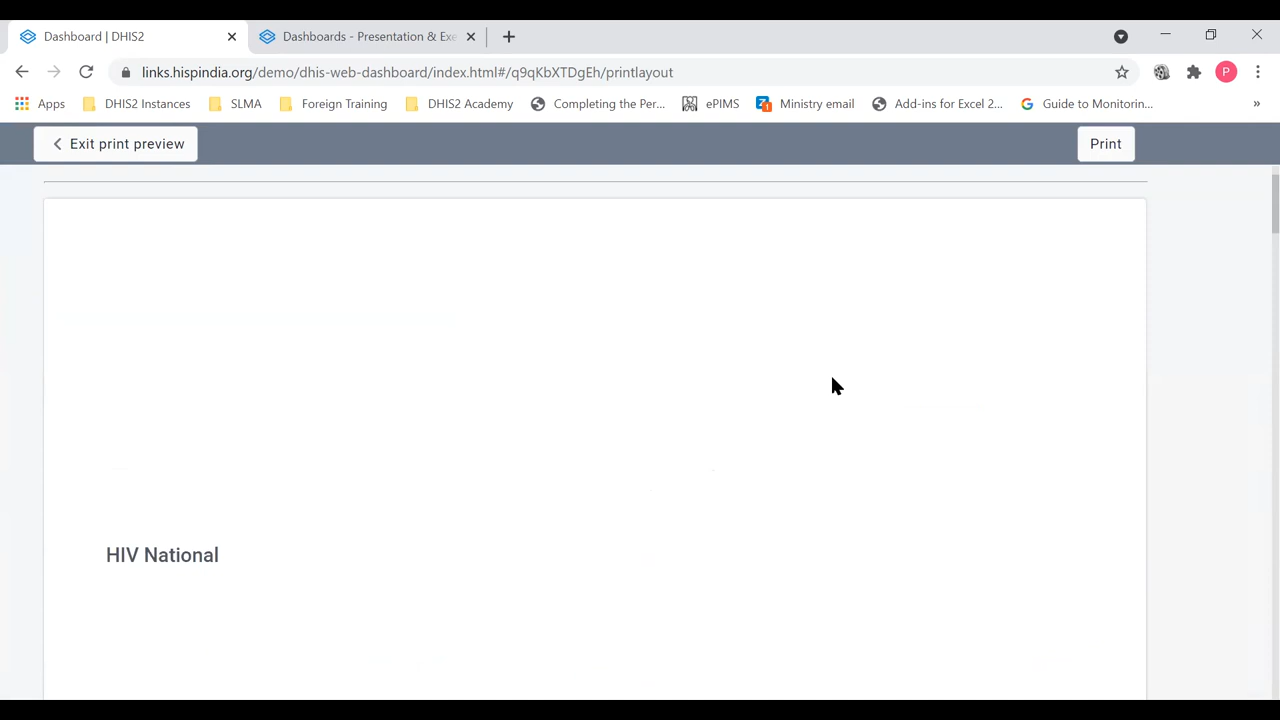 Dashboard | DHIS2
Dashboards - Presentation & Exe
links.hispindia.org/demo/dhis-web-dashboard/index.html#/q9qKbXTDgEh/printlayout
P
Apps
DHIS2 Instances
SLMA
Foreign Training
DHIS2 Academy
Completing the Per...
ePIMS
Ministry email
Add-ins for Excel 2...
Guide to Monitorin...
»
Exit print preview
Print
HIV National